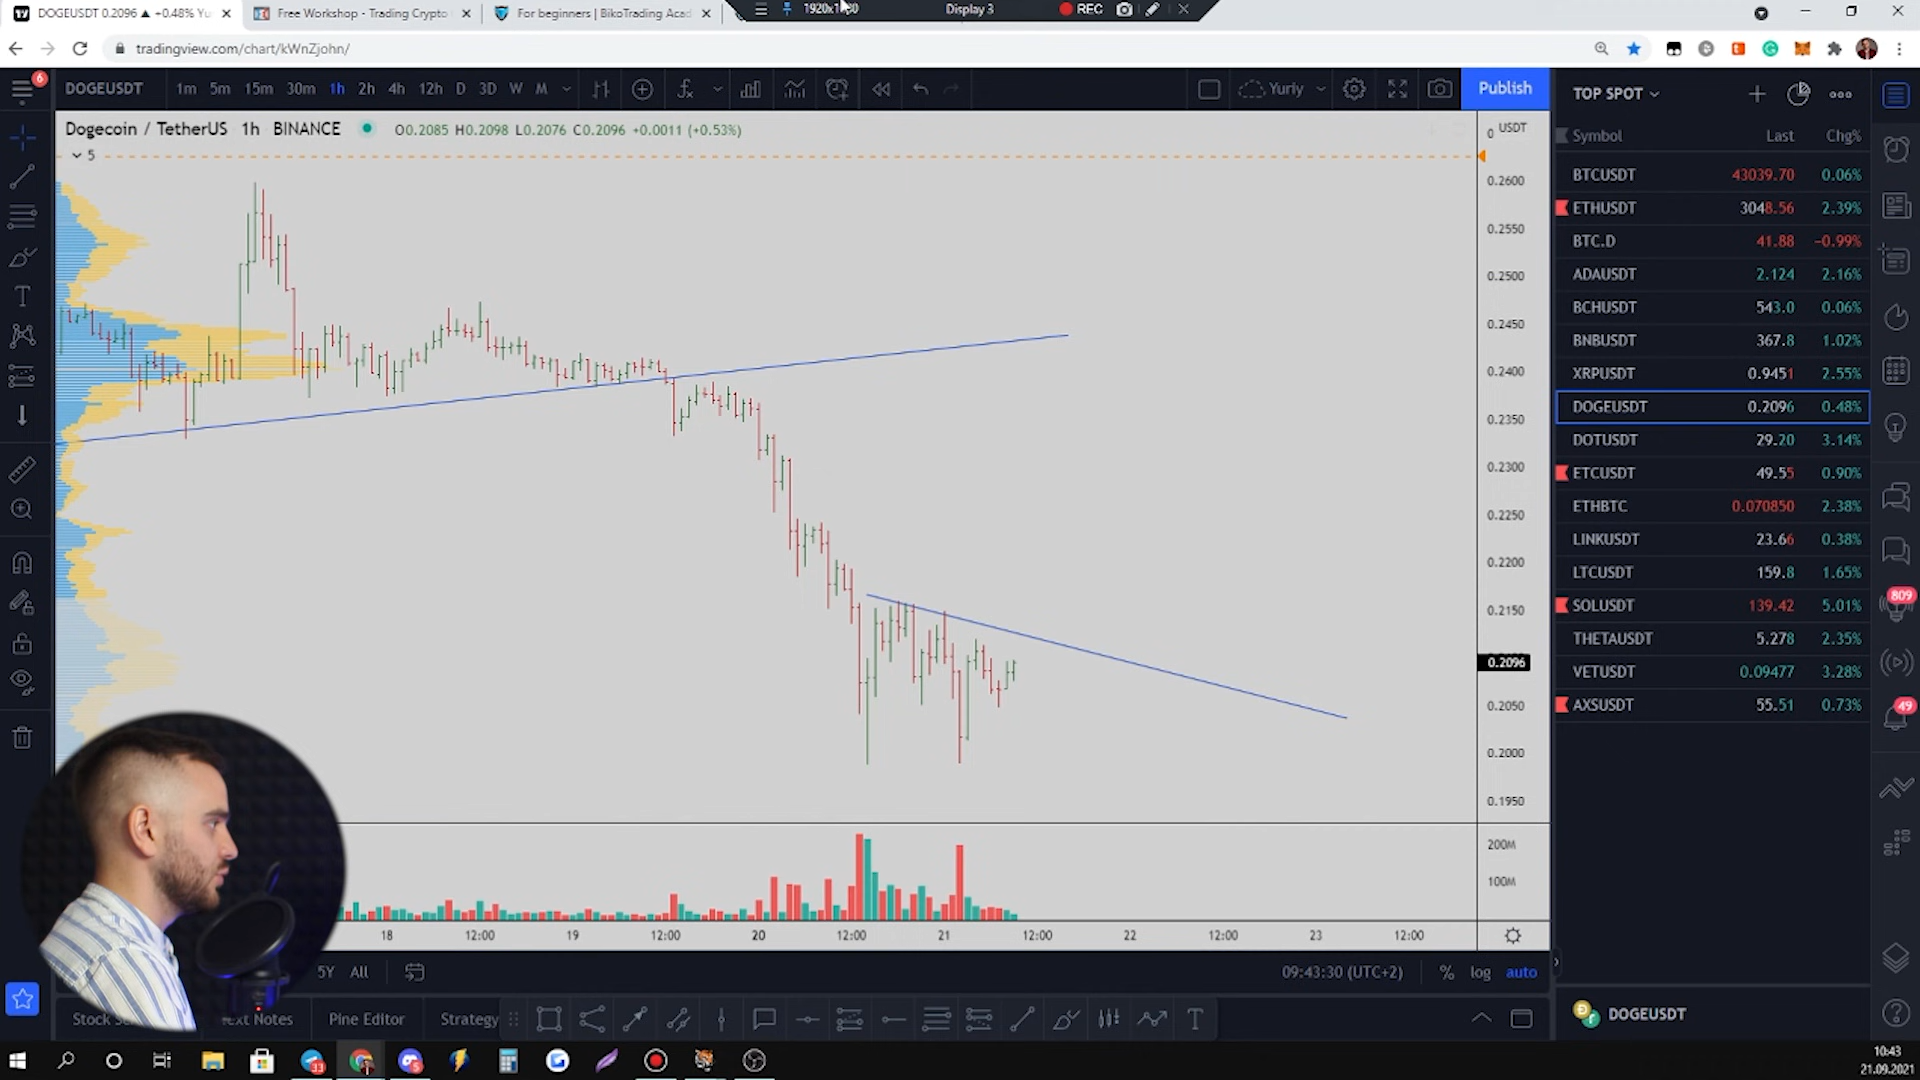 DOGEUSDT 0.2096 ▲ +0.48% Yu
Free Workshop - Trading Crypto
For beginners | BikoTrading Acad
Display 3
REC
tradingview.com/chart/kWnZjohn/
6
DOGEUSDT 1m 5m 15m 30m 1h 2h 4h 12h D 3D W M
Yuriy
Publish
TOP SPOT
Dogecoin / TetherUS 1h BINANCE O0.2085 H0.2098 L0.2076 C0.2096 +0.0011 (+0.53%)
5
0 USDT
0.2600
0.2550
0.2500
0.2450
0.2400
0.2350
0.2300
0.2250
0.2200
0.2150
0.2096
0.2050
0.2000
0.1950
200M
100M
Symbol Last Chg%
BTCUSDT 43039.70 0.06%
ETHUSDT 3048.56 2.39%
BTC.D 41.88 −0.99%
ADAUSDT 2.124 2.16%
BCHUSDT 543.0 0.06%
BNBUSDT 367.8 1.02%
XRPUSDT 0.9451 2.55%
DOGEUSDT 0.2096 0.48%
DOTUSDT 29.20 3.14%
ETCUSDT 49.55 0.90%
ETHBTC 0.070850 2.38%
LINKUSDT 23.66 0.38%
LTCUSDT 159.8 1.65%
SOLUSDT 139.42 5.01%
THETAUSDT 5.278 2.35%
VETUSDT 0.09477 3.28%
AXSUSDT 55.51 0.73%
809
49
18 12:00 19 12:00 20 12:00 21 12:00 22 12:00 23 12:00
5Y All
09:43:30 (UTC+2) % log auto
Stock Text Notes Pine Editor Strategy
DOGEUSDT
33
5
10:43
21.09.2021